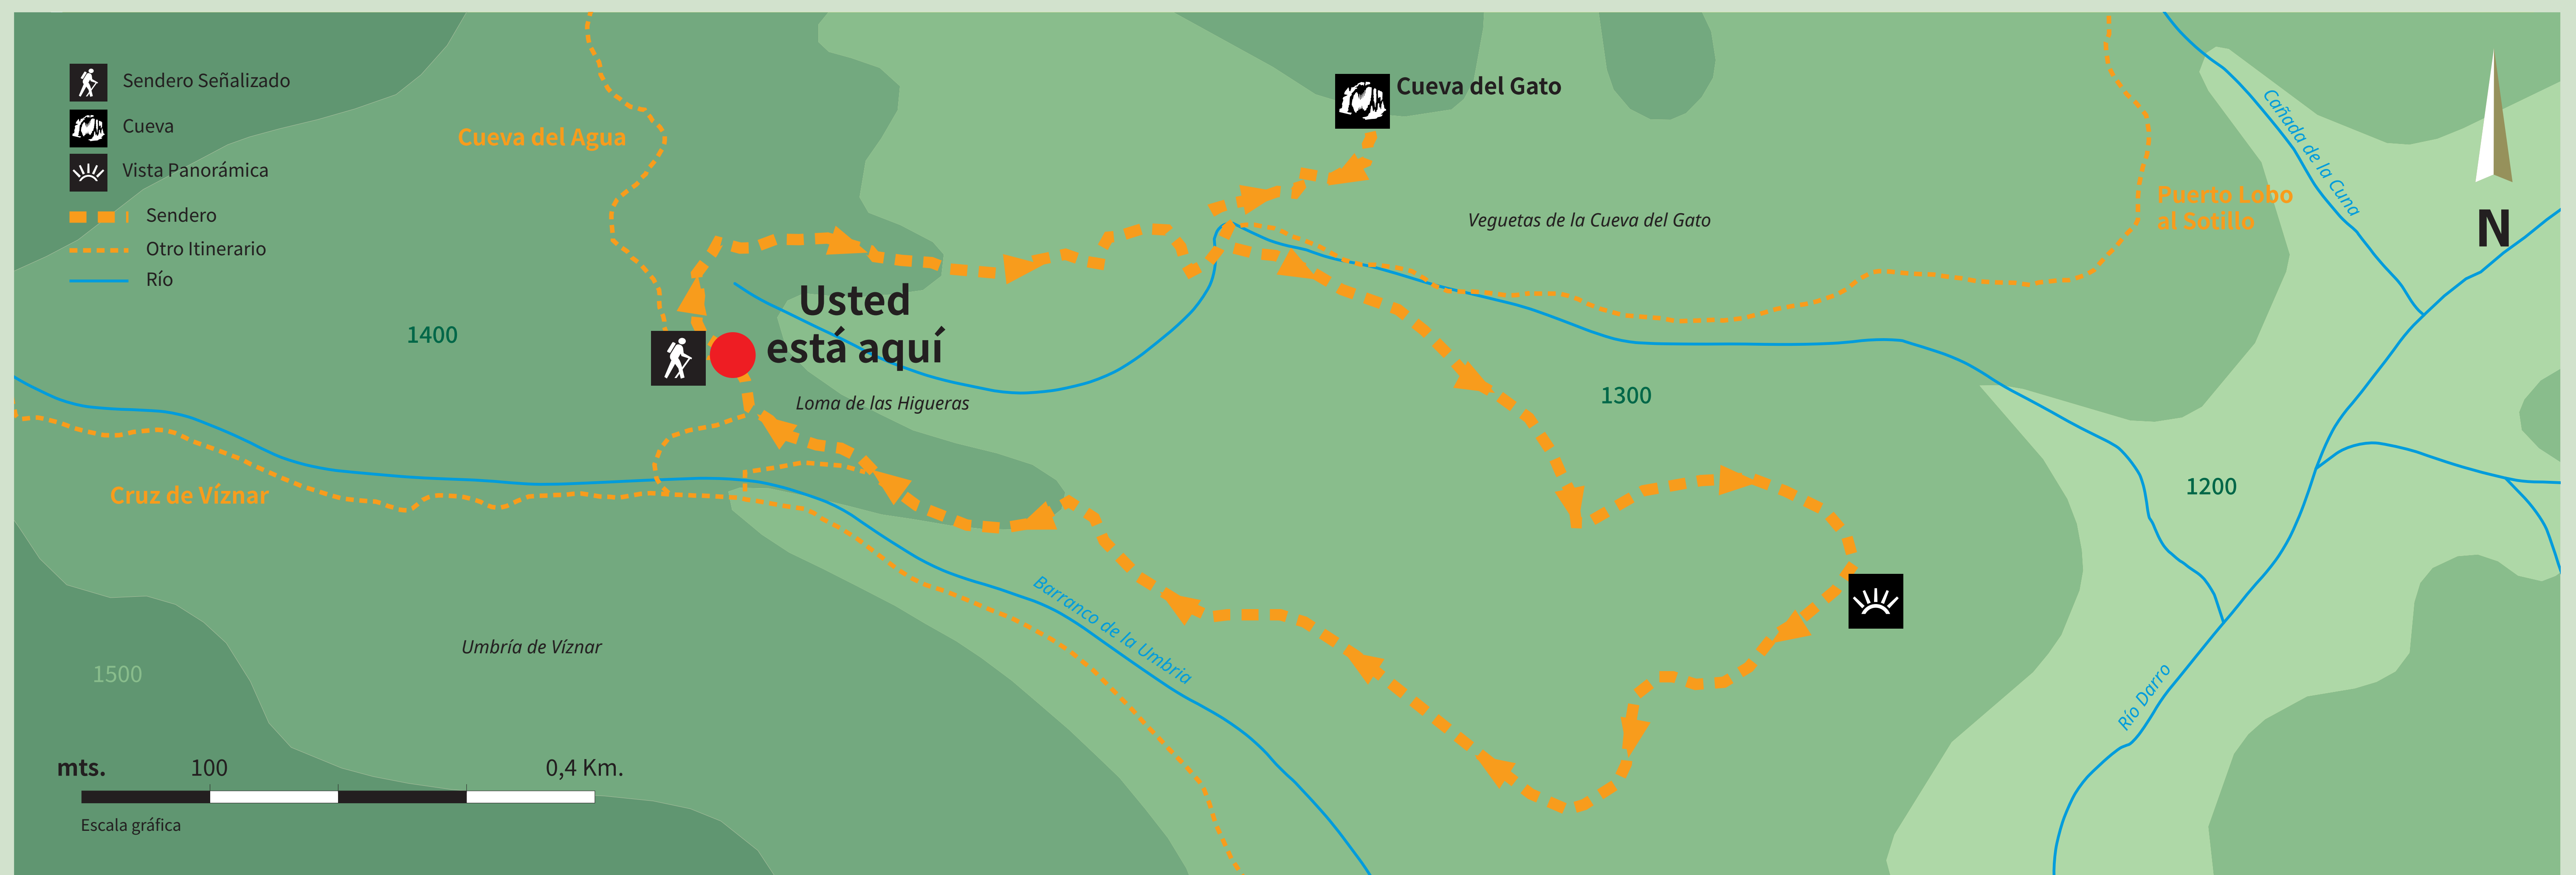 Sendero Señalizado
Cueva
Vista Panorámica
Sendero
Otro Itinerario
Río
Cueva del Agua
Cueva del Gato
Veguetas de la Cueva del Gato
Puerto Lobo
al Sotillo
Cañada de la Cuna
N
Usted
está aquí
Loma de las Higueras
1400
1300
1200
Cruz de Víznar
Umbría de Víznar
Barranco de la Umbria
Río Darro
1500
mts. 100 0,4 Km.
Escala gráfica